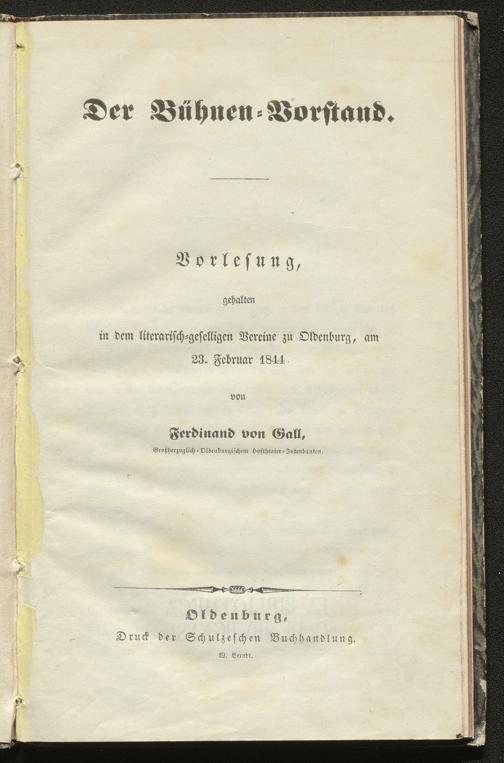 Der Bühnen-Vorstand.
Vorlesung,
gehalten
in dem literarisch-geselligen Vereine zu Oldenburg, am
23. Februar 1844
von
Ferdinand von Gall,
Großherzoglich-Oldenburgischem Hoftheater-Intendanten.
Oldenburg,
Druck der Schulzeschen Buchhandlung.
W. Berndt.